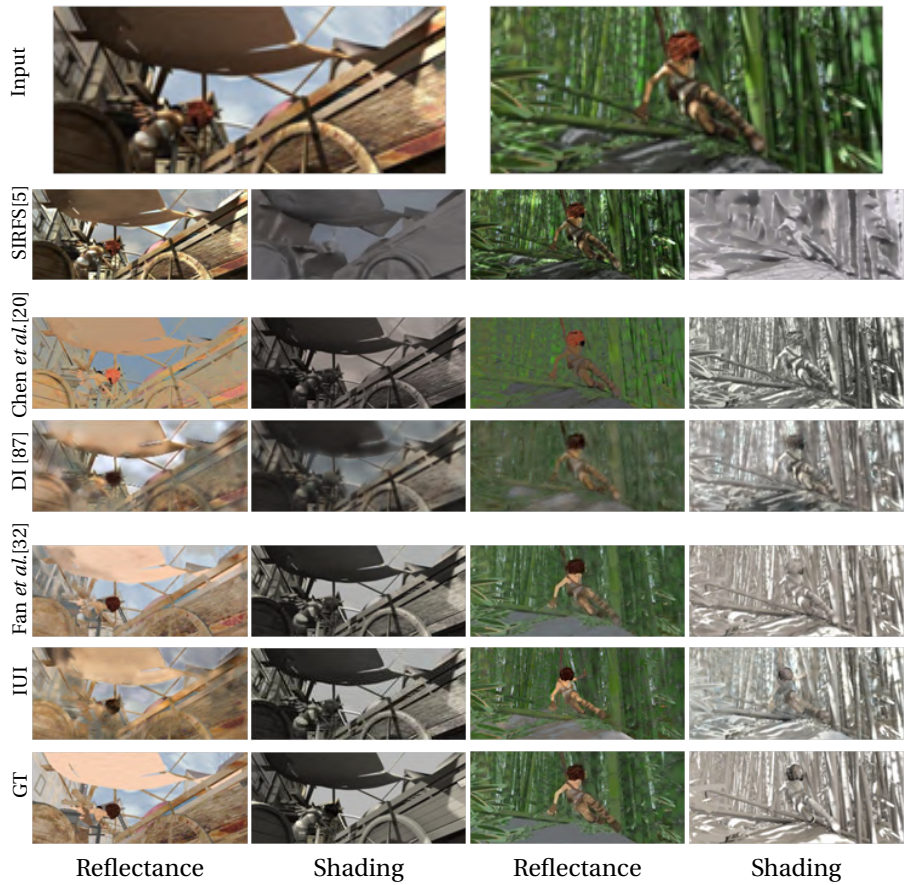 Input
SIRFS[5]
Chen et al.[20]
DI [87]
Fan et al.[32]
IUI
GT
Reflectance Shading Reflectance Shading